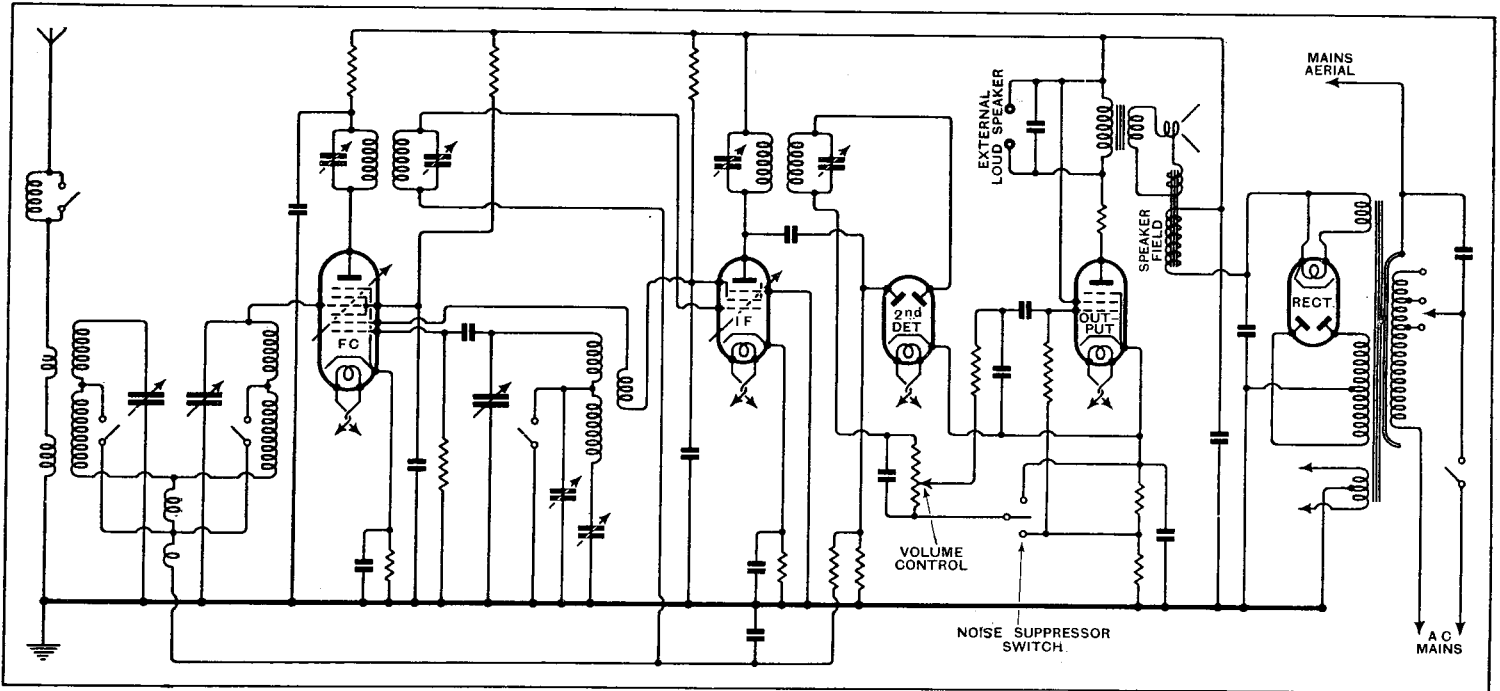 MAINS
AERIAL
EXTERNAL
LOUD SPEAKER
SPEAKER
FIELD
FC
IF
2nd
DET
OUT
PUT
RECT.
VOLUME
CONTROL
NOISE SUPPRESSOR
SWITCH
A C
MAINS